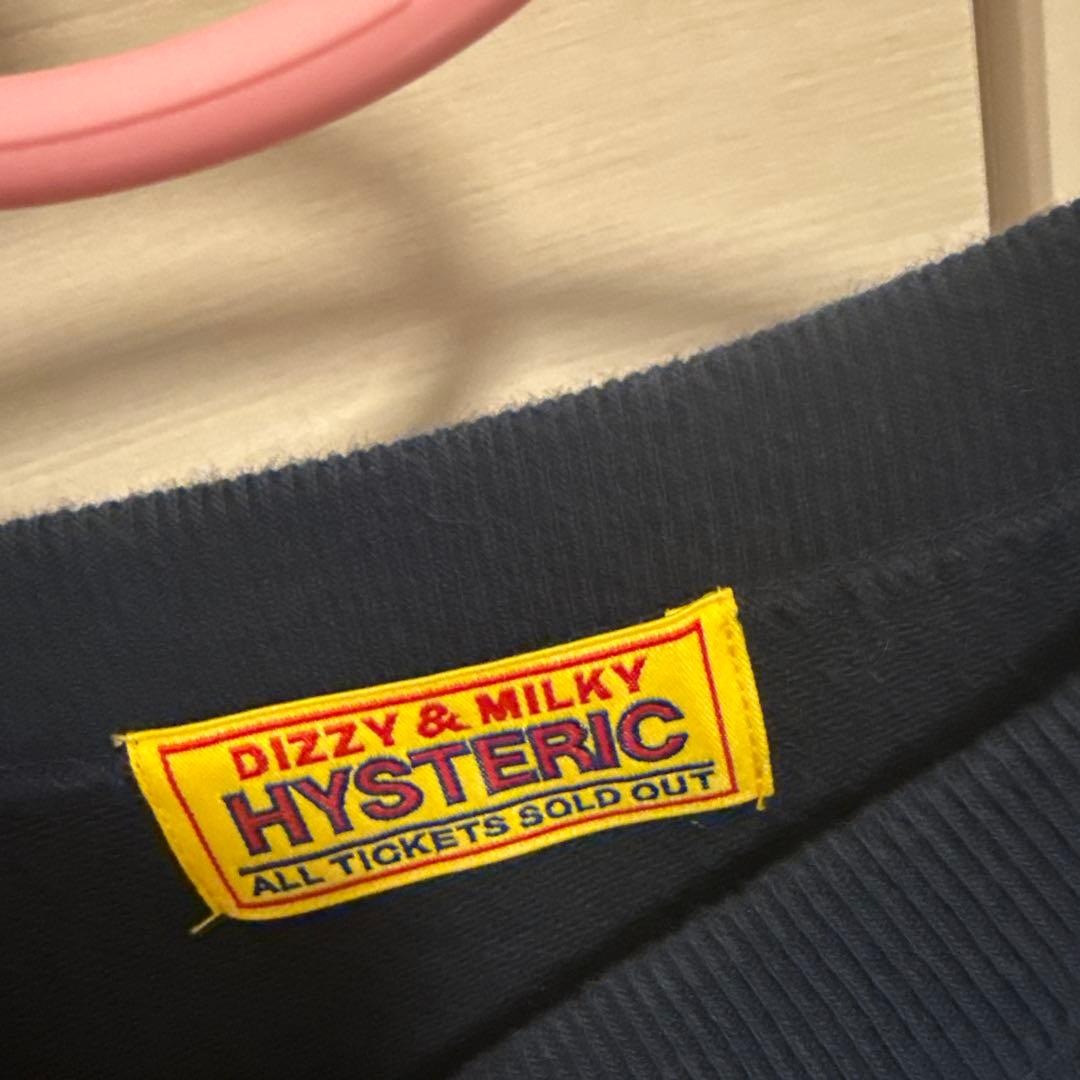 DIZZY & MILKY
HYSTERIC
ALL TICKETS SOLD OUT